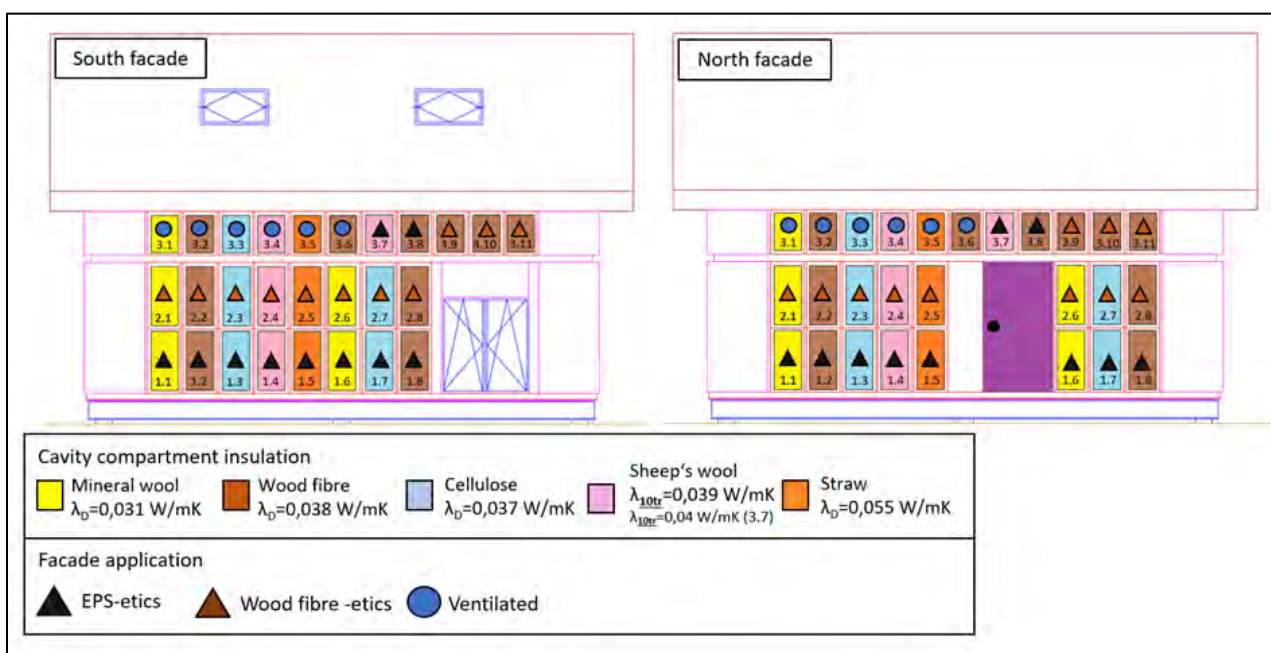 South facade
North facade
3.1 3.2 3.3 3.4 3.5 3.6 3.7 3.8 4.9 4.10 3.11
2.1 2.2 2.3 2.4 2.5 2.6 2.7 2.8
1.1 1.2 1.3 1.4 1.5 1.6 1.7 1.8
3.1 3.2 3.3 3.4 3.5 3.6 3.7 3.8 3.9 3.10 3.11
2.1 2.2 2.3 2.4 2.5 2.6 2.7 2.8
1.1 1.2 1.3 1.4 1.5 1.6 1.7 1.8
Cavity compartment insulation
Mineral wool
λD=0,031 W/mK
Wood fibre
λD=0,038 W/mK
Cellulose
λD=0,037 W/mK
Sheep's wool
λ10tr=0,039 W/mK
λ10tr=0,04 W/mK (3.7)
Straw
λD=0,055 W/mK
Facade application
EPS-etics
Wood fibre -etics
Ventilated